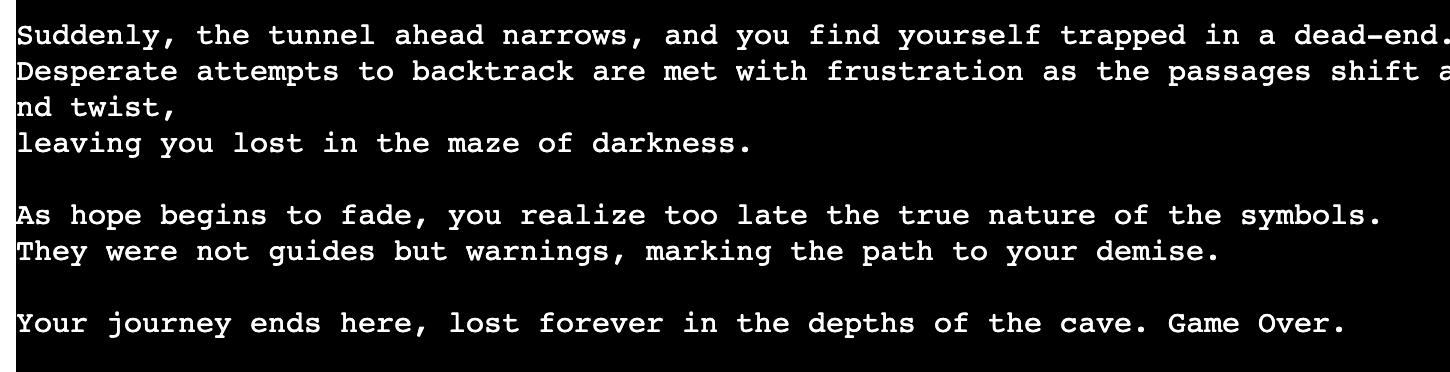 Suddenly, the tunnel ahead narrows, and you find yourself trapped in a dead-end.
Desperate attempts to backtrack are met with frustration as the passages shift a
nd twist,
leaving you lost in the maze of darkness.
As hope begins to fade, you realize too late the true nature of the symbols.
They were not guides but warnings, marking the path to your demise.
Your journey ends here, lost forever in the depths of the cave. Game Over.